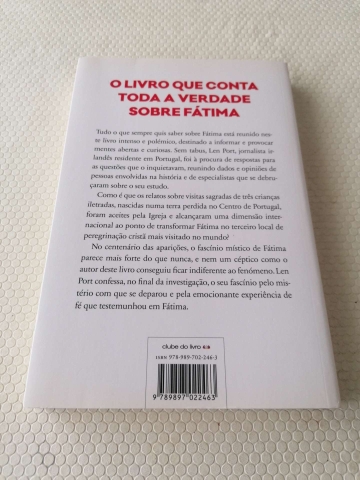 O LIVRO QUE CONTA
TODA A VERDADE
SOBRE FÁTIMA
Tudo o que sempre quis saber sobre Fátima está reunido nes-
te livro intenso e polémico, destinado a informar e provocar
mentes abertas e curiosas. Sem tabus, Len Port, jornalista ir-
landês residente em Portugal, foi à procura de respostas para
as questões que o inquietavam, reunindo dados e opiniões de
pessoas envolvidas na história e de especialistas que se debru-
çaram sobre o seu estudo.
Como é que os relatos sobre visitas sagradas de três crianças
iletradas, nascidas numa terra perdida no Centro de Portugal,
foram aceites pela Igreja e alcançaram uma dimensão inter-
nacional ao ponto de transformar Fátima no terceiro local de
peregrinação cristã mais visitado no mundo?
No centenário das aparições, o fascínio místico de Fátima
parece mais forte do que nunca, e nem um céptico como o
autor deste livro conseguiu ficar indiferente ao fenómeno. Len
Port confessa, no final da investigação, o seu fascínio pelo mis-
tério com que se deparou e pela emocionante experiência de
fé que testemunhou em Fátima.
clube do livro
ISBN 978-989-702-246-3
9 789897 022463